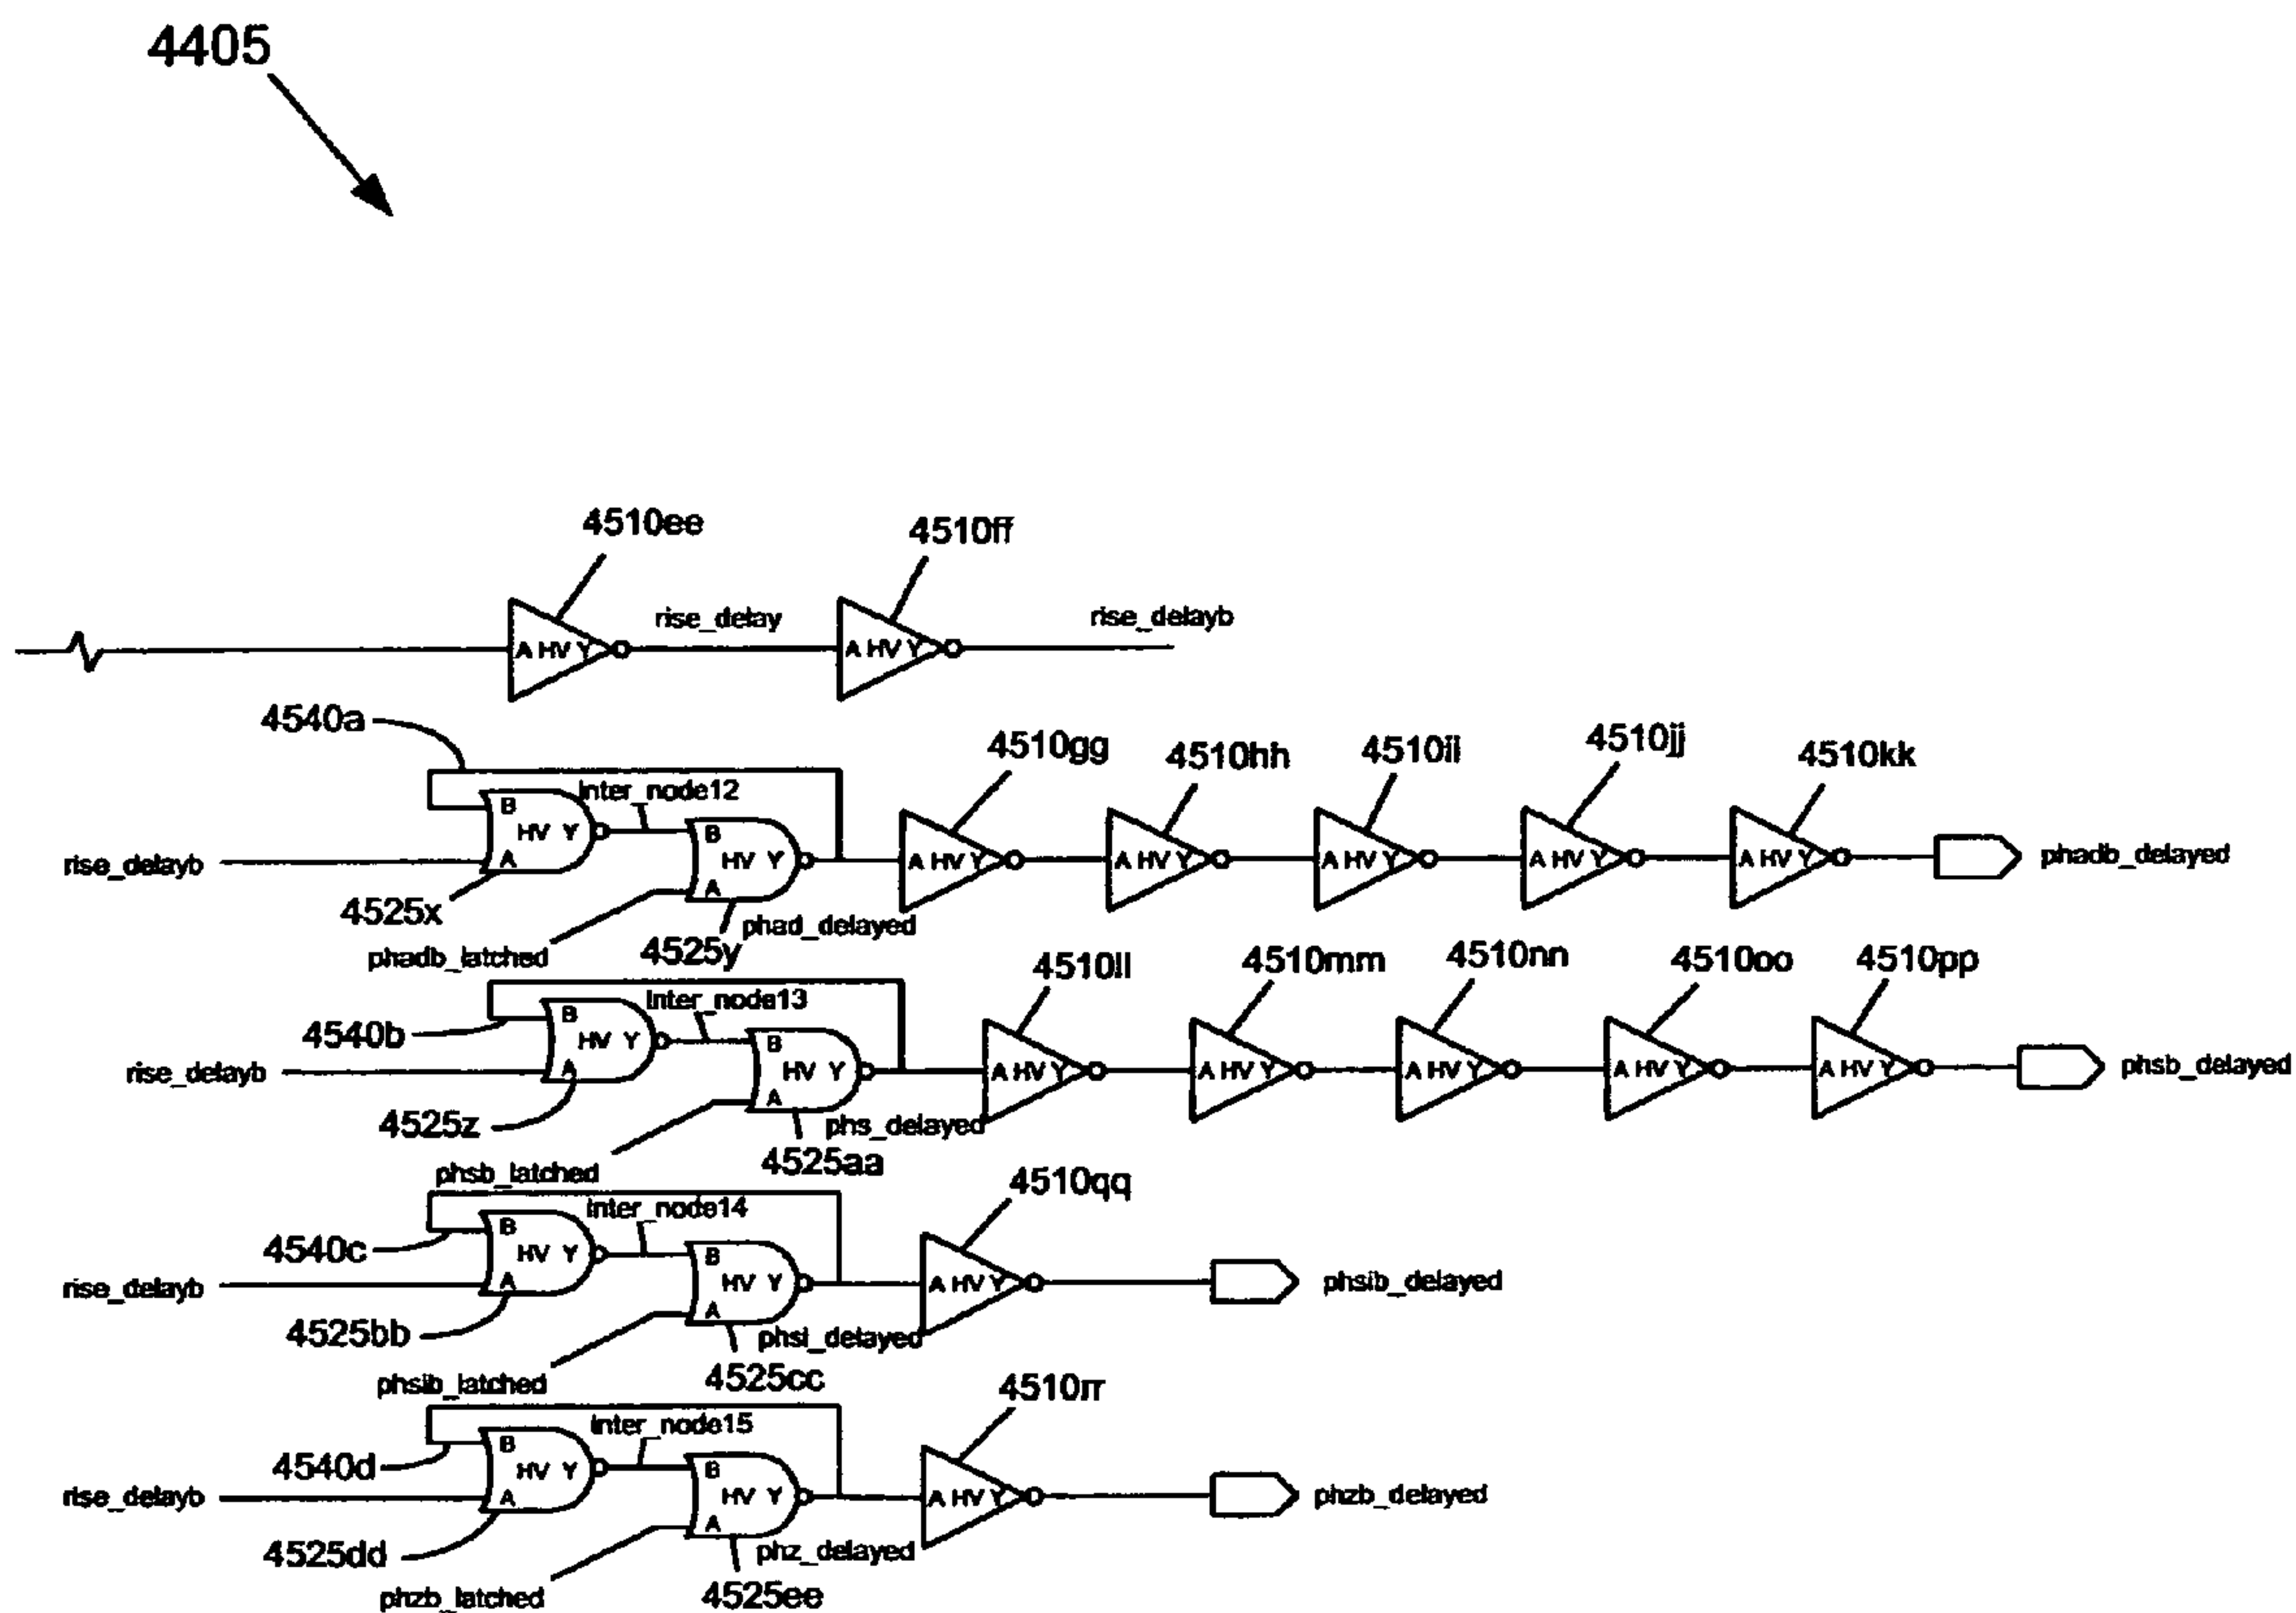 4405
4510ee
4510ff
rise_delay
rise_delayb
A HV Y
A HV Y
4540a
4510gg
4510hh
4510ii
4510jj
4510kk
Inter_node12
B
HV Y
A
B
HV Y
A
A HV Y
A HV Y
A HV Y
A HV Y
A HV Y
rise_delayb
phadb_delayed
4525x
phadb_latched
4525y
phad_delayed
4510ll
4510mm
4510nn
4510oo
4510pp
4540b
Inter_node13
B
HV Y
A
B
HV Y
A
A HV Y
A HV Y
A HV Y
A HV Y
A HV Y
rise_delayb
phsb_delayed
4525z
phs_delayed
4525aa
phsb_latched
4510qq
Inter_node14
4540c
B
HV Y
A
B
HV Y
A
A HV Y
rise_delayb
phsib_delayed
4525bb
phsi_delayed
4525cc
phsib_latched
4510rr
Inter_node15
4540d
B
HV Y
A
B
HV Y
A
A HV Y
rise_delayb
phzb_delayed
4525dd
phz_delayed
4525ee
phzb_latched